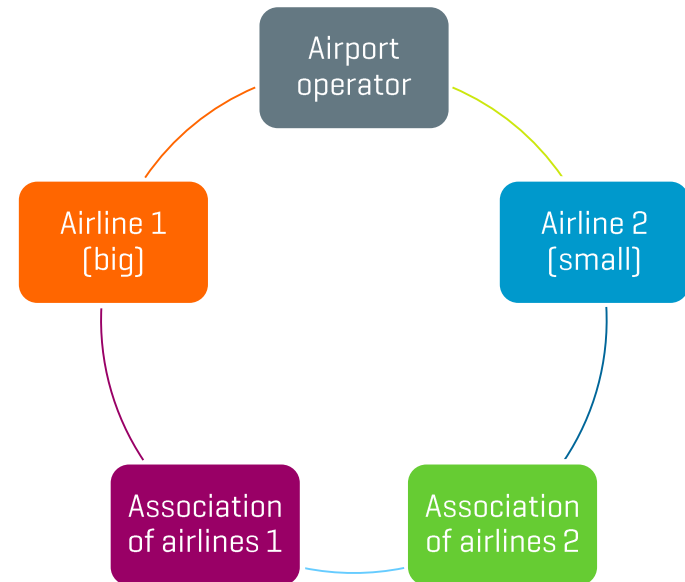 Airport
operator
Airline 1
(big)
Airline 2
(small)
Association
of airlines 1
Association
of airlines 2